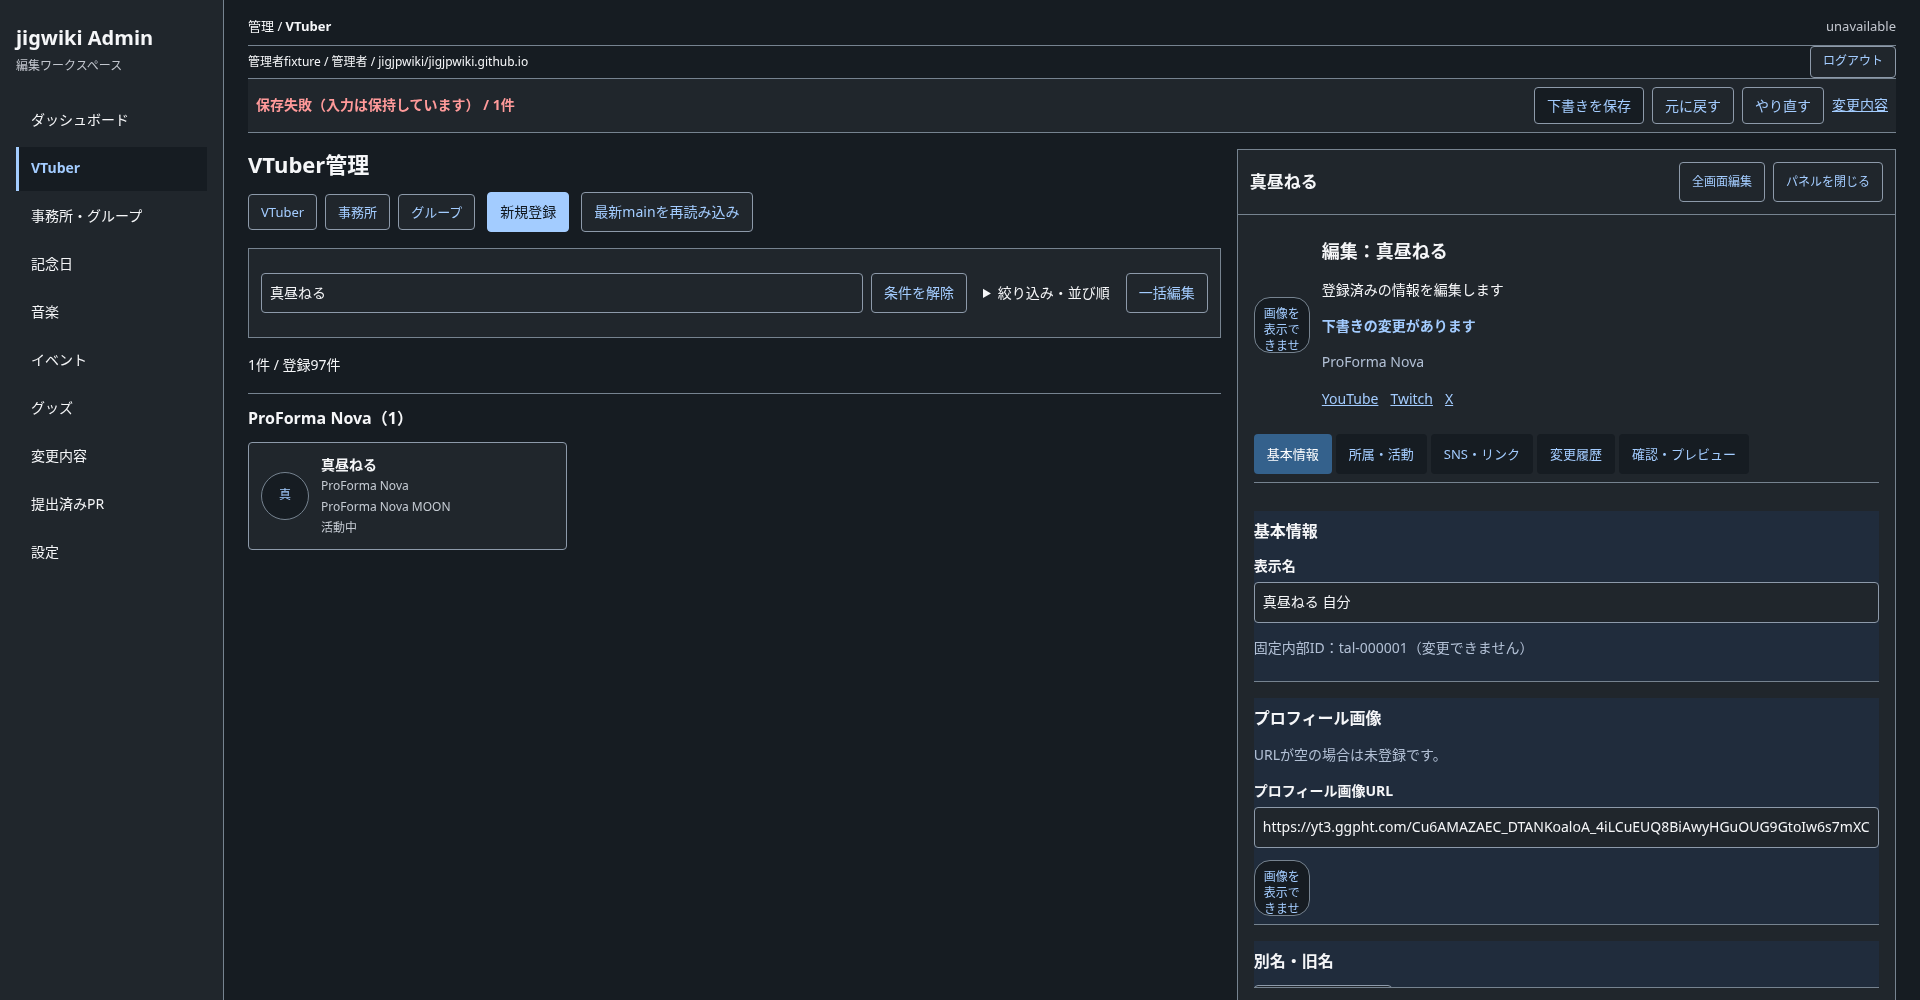 jigwiki Admin
編集ワークスペース
ダッシュボード
VTuber
事務所・グループ
記念日
音楽
イベント
グッズ
変更内容
提出済みPR
設定
管理 / VTuber
unavailable
管理者fixture / 管理者 / jigjpwiki/jigjpwiki.github.io
ログアウト
保存失敗（入力は保持しています） / 1件
下書きを保存
元に戻す
やり直す
変更内容
VTuber管理
VTuber
事務所
グループ
新規登録
最新mainを再読み込み
真昼ねる
条件を解除
▶ 絞り込み・並び順
一括編集
1件 / 登録97件
ProForma Nova（1）
真
真昼ねる
ProForma Nova
ProForma Nova MOON
活動中
真昼ねる
全画面編集
パネルを閉じる
画像を
表示で
きませ
編集：真昼ねる
登録済みの情報を編集します
下書きの変更があります
ProForma Nova
YouTube Twitch X
基本情報
所属・活動
SNS・リンク
変更履歴
確認・プレビュー
基本情報
表示名
真昼ねる 自分
固定内部ID：tal-000001（変更できません）
プロフィール画像
URLが空の場合は未登録です。
プロフィール画像URL
https://yt3.ggpht.com/Cu6AMAZAEC_DTANKoaloA_4iLCuEUQ8BiAwyHGuOUG9GtoIw6s7mXC
画像を
表示で
きませ
別名・旧名